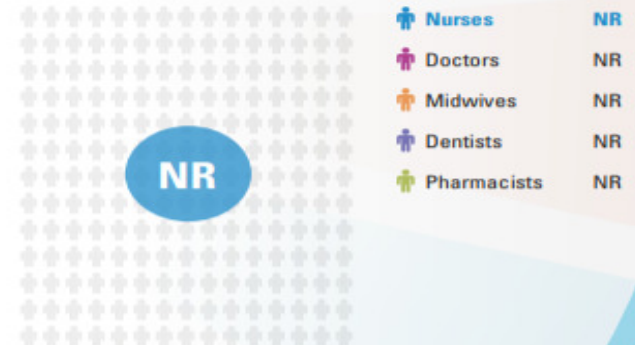 Nurses NR
Doctors NR
Midwives NR
Dentists NR
Pharmacists NR
NR